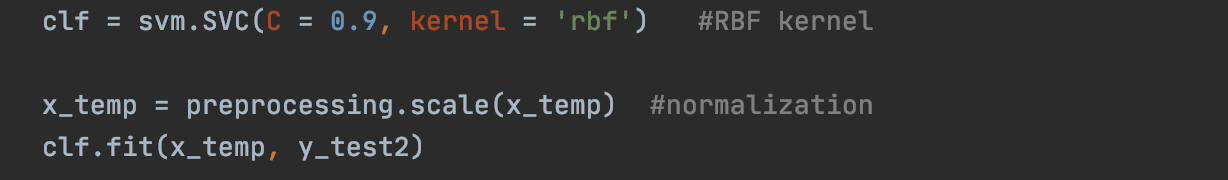 clf = svm.SVC(C = 0.9, kernel = 'rbf')   #RBF kernel
x_temp = preprocessing.scale(x_temp)  #normalization
clf.fit(x_temp, y_test2)